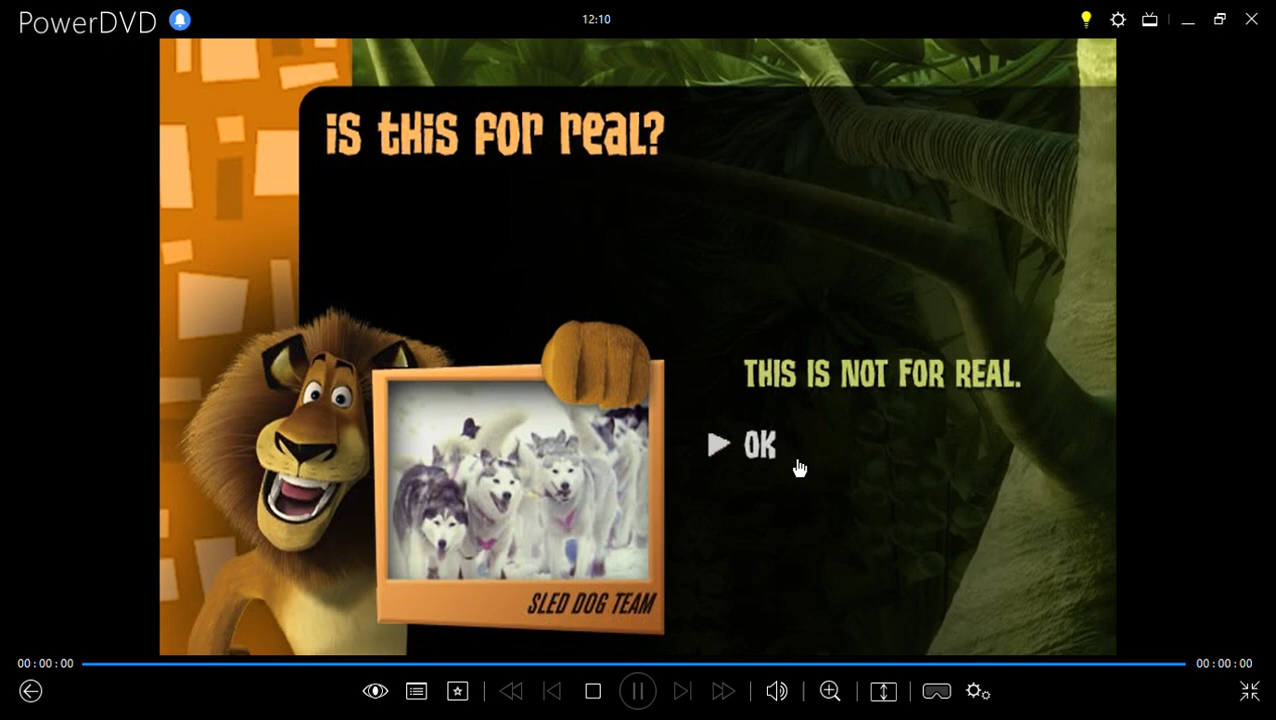 PowerDVD
12:10
is this for real?
THIS IS NOT FOR REAL.
OK
SLED DOG TEAM
00:00:00
00:00:00